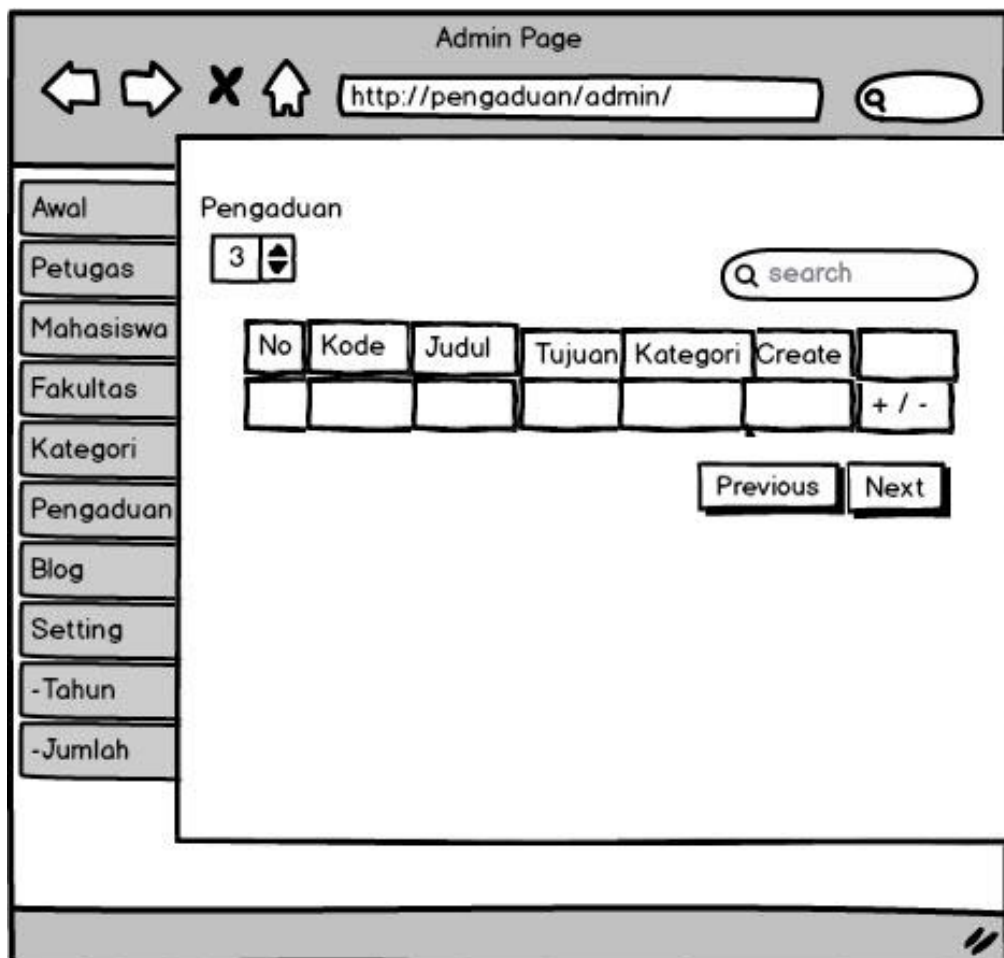 Admin Page
http://pengaduan/admin/
Awal
Petugas
Mahasiswa
Fakultas
Kategori
Pengaduan
Blog
Setting
-Tahun
-Jumlah
Pengaduan
3
search
No Kode Judul Tujuan Kategori Create
+ / -
Previous Next